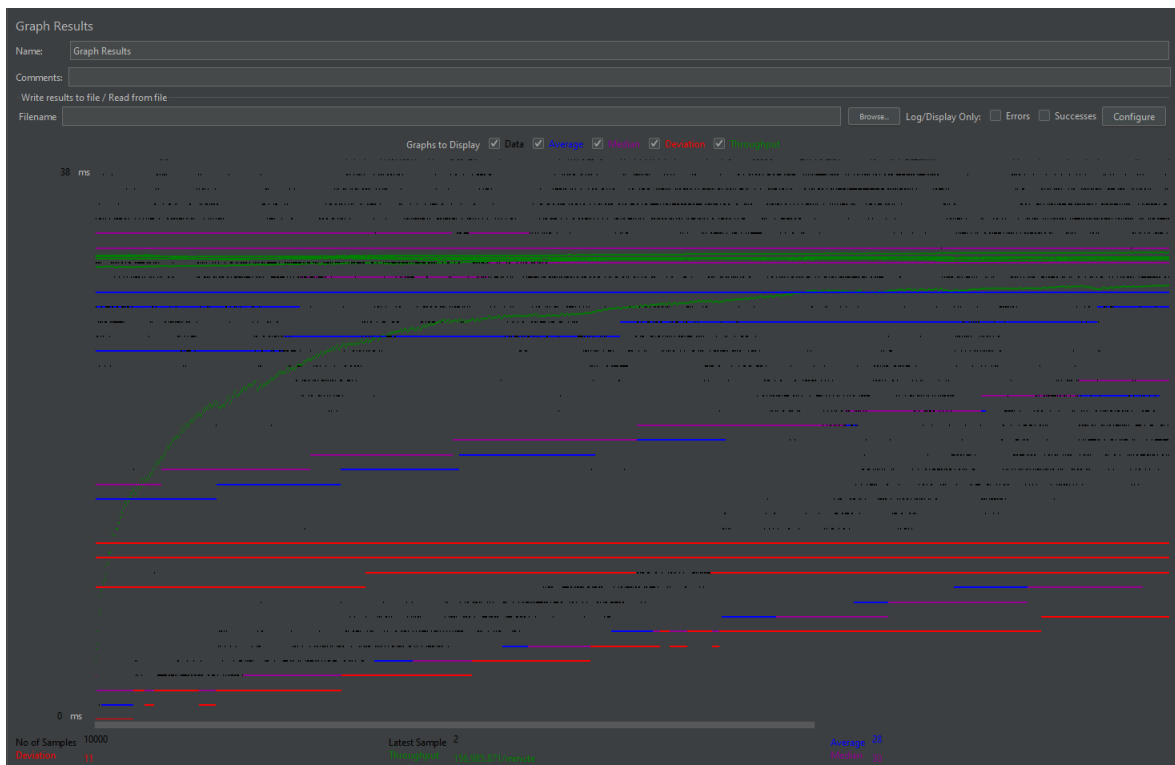 Graph Results
Name: Graph Results
Comments:
Write results to file / Read from file
Filename Browse... Log/Display Only: Errors Successes Configure
Graphs to Display Data Average Median Deviation Throughput
38 ms
0 ms
No of Samples 10000 Latest Sample 2 Average 28
Deviation 11 Throughput Median